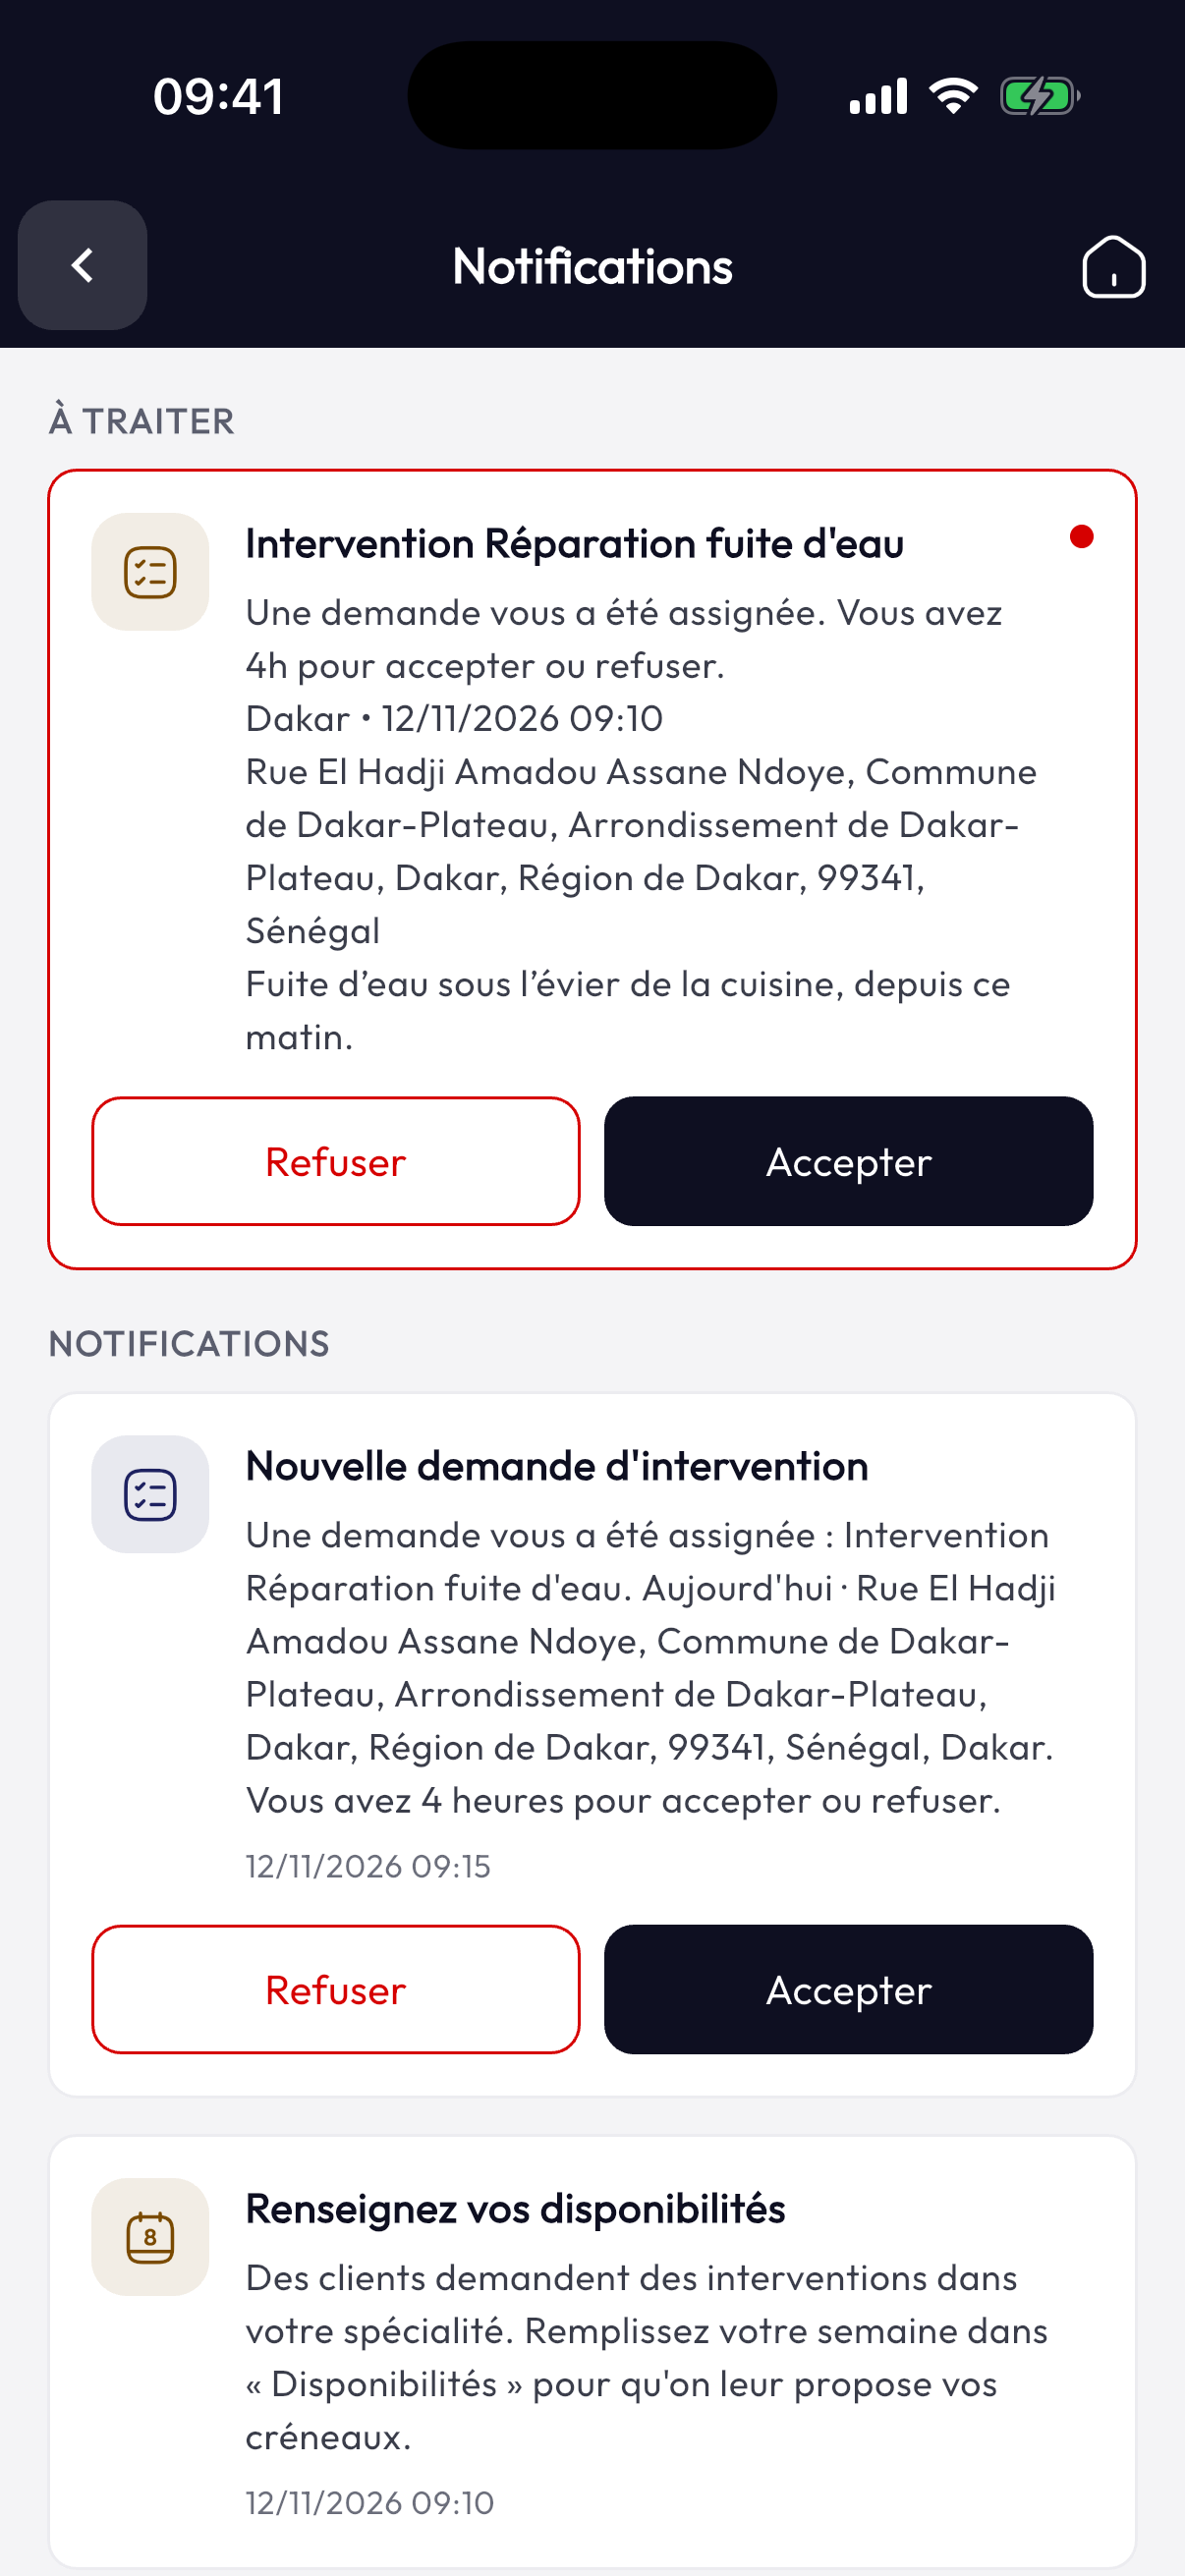 09:41
Notifications
À TRAITER
Intervention Réparation fuite d'eau
Une demande vous a été assignée. Vous avez
4h pour accepter ou refuser.
Dakar • 12/11/2026 09:10
Rue El Hadji Amadou Assane Ndoye, Commune
de Dakar-Plateau, Arrondissement de Dakar-
Plateau, Dakar, Région de Dakar, 99341,
Sénégal
Fuite d’eau sous l’évier de la cuisine, depuis ce
matin.
Refuser
Accepter
NOTIFICATIONS
Nouvelle demande d'intervention
Une demande vous a été assignée : Intervention
Réparation fuite d'eau. Aujourd'hui · Rue El Hadji
Amadou Assane Ndoye, Commune de Dakar-
Plateau, Arrondissement de Dakar-Plateau,
Dakar, Région de Dakar, 99341, Sénégal, Dakar.
Vous avez 4 heures pour accepter ou refuser.
12/11/2026 09:15
Refuser
Accepter
8
Renseignez vos disponibilités
Des clients demandent des interventions dans
votre spécialité. Remplissez votre semaine dans
« Disponibilités » pour qu'on leur propose vos
créneaux.
12/11/2026 09:10